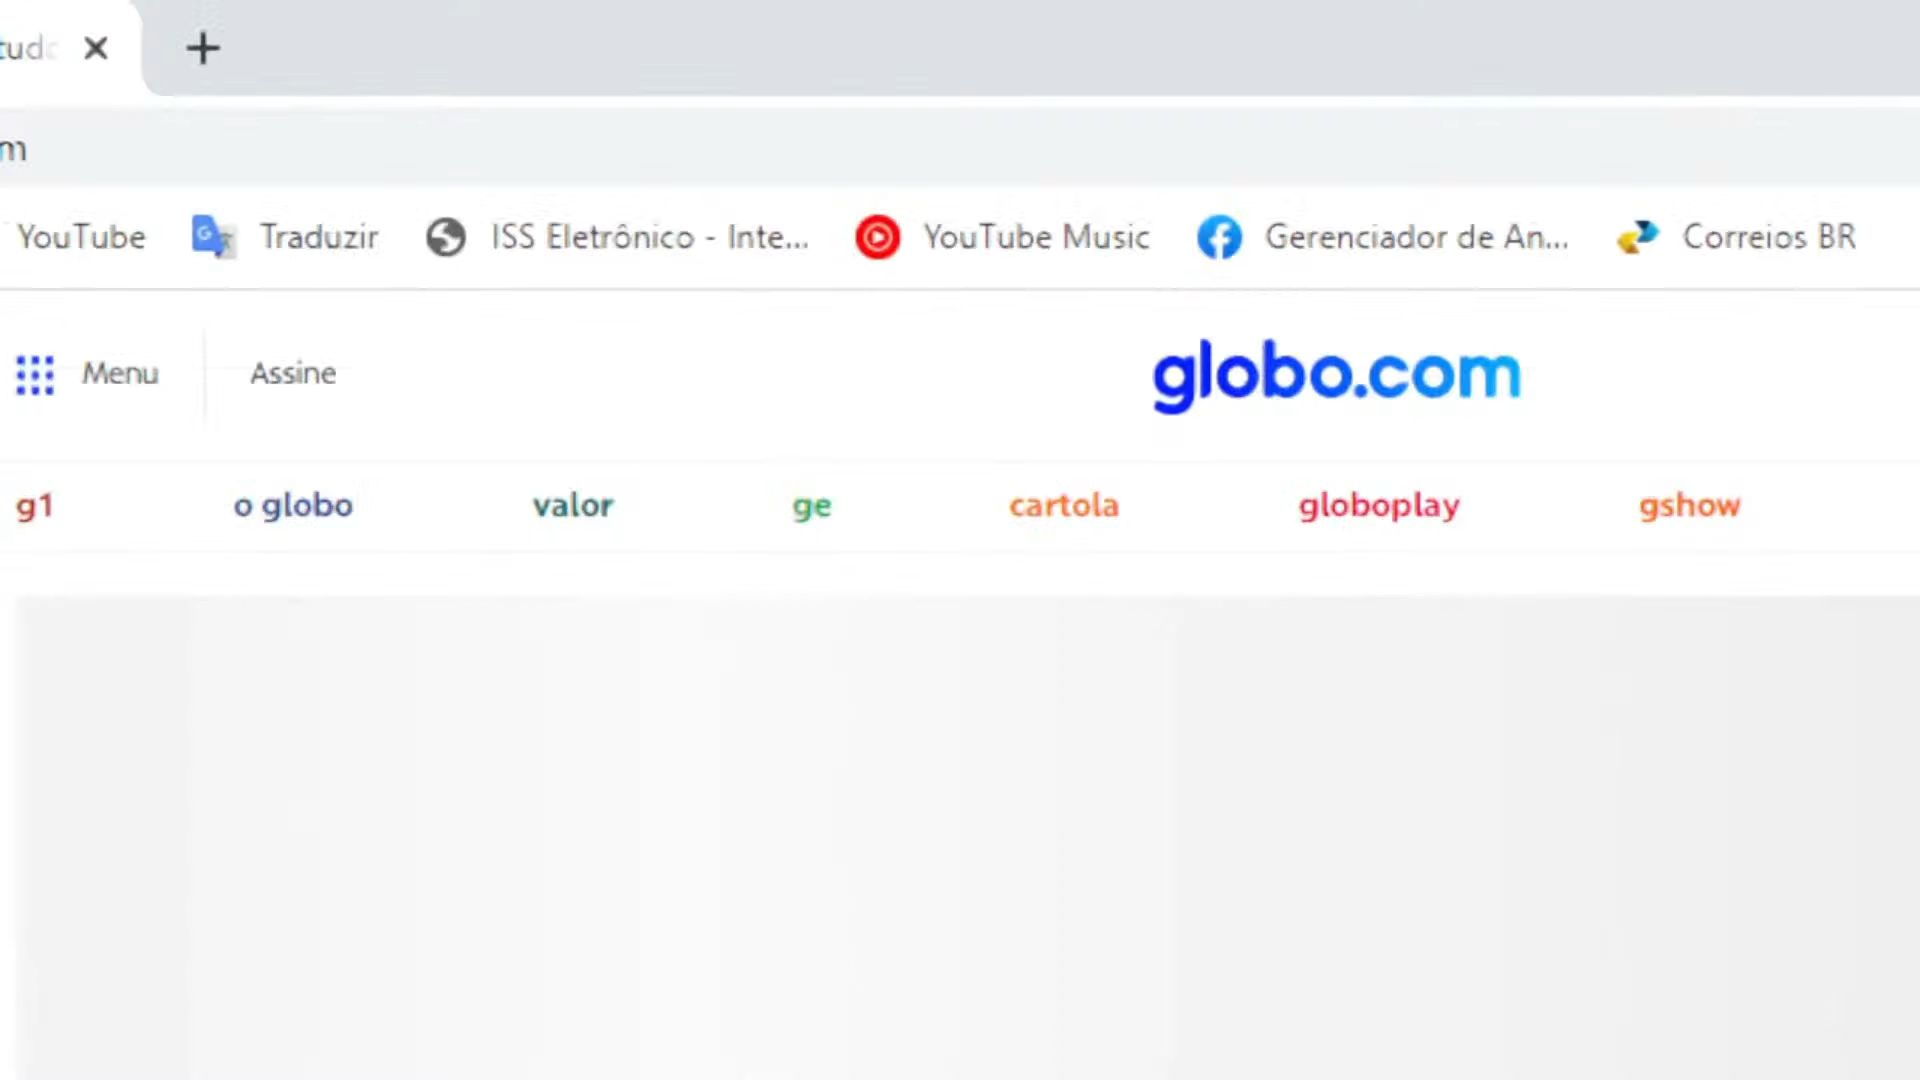 m
YouTube Traduzir ISS Eletrônico - Inte... YouTube Music Gerenciador de An... Correios BR
Menu Assine globo.com
g1 o globo valor ge cartola globoplay gshow